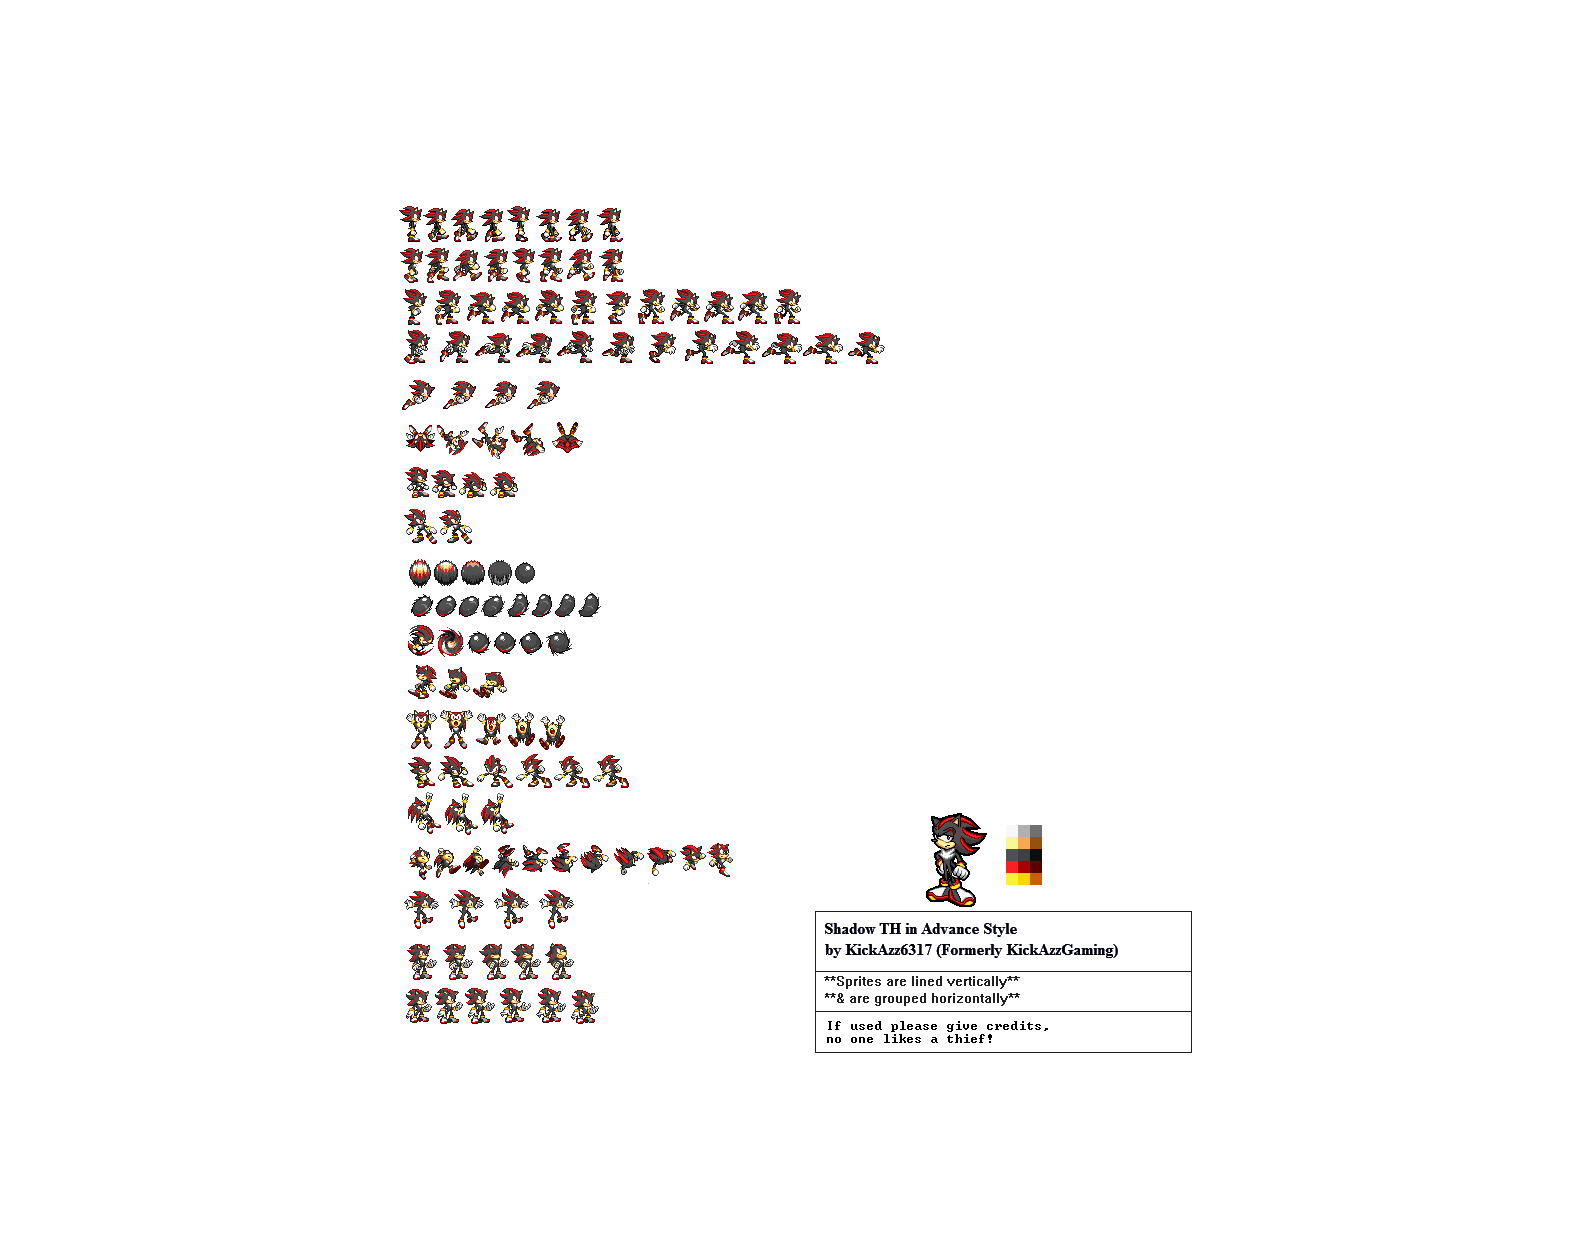 Shadow TH in Advance Style
by KickAzz6317 (Formerly KickAzzGaming)
**Sprites are lined vertically**
**& are grouped horizontally**
If used please give credits,
no one likes a thief!